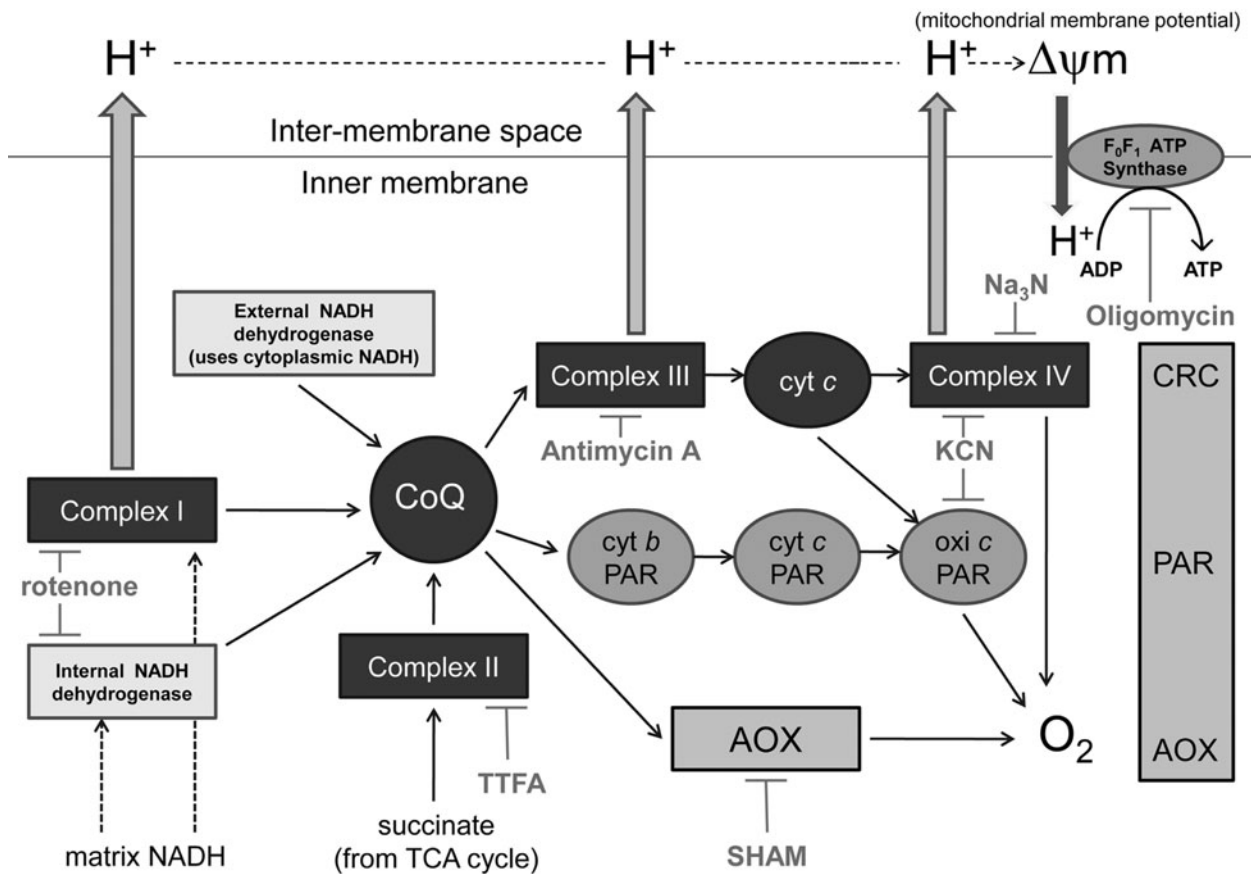 (mitochondrial membrane potential)
H⁺
H⁺
H⁺
Δψm
Inter-membrane space
Inner membrane
F₀F₁ ATP
Synthase
H⁺
ADP
ATP
Oligomycin
Na₃N
External NADH
dehydrogenase
(uses cytoplasmic NADH)
Complex III
cyt c
Complex IV
CRC
Antimycin A
KCN
Complex I
CoQ
cyt b
PAR
cyt c
PAR
oxi c
PAR
PAR
rotenone
Internal NADH
dehydrogenase
Complex II
AOX
O₂
AOX
TTFA
matrix NADH
succinate
(from TCA cycle)
SHAM